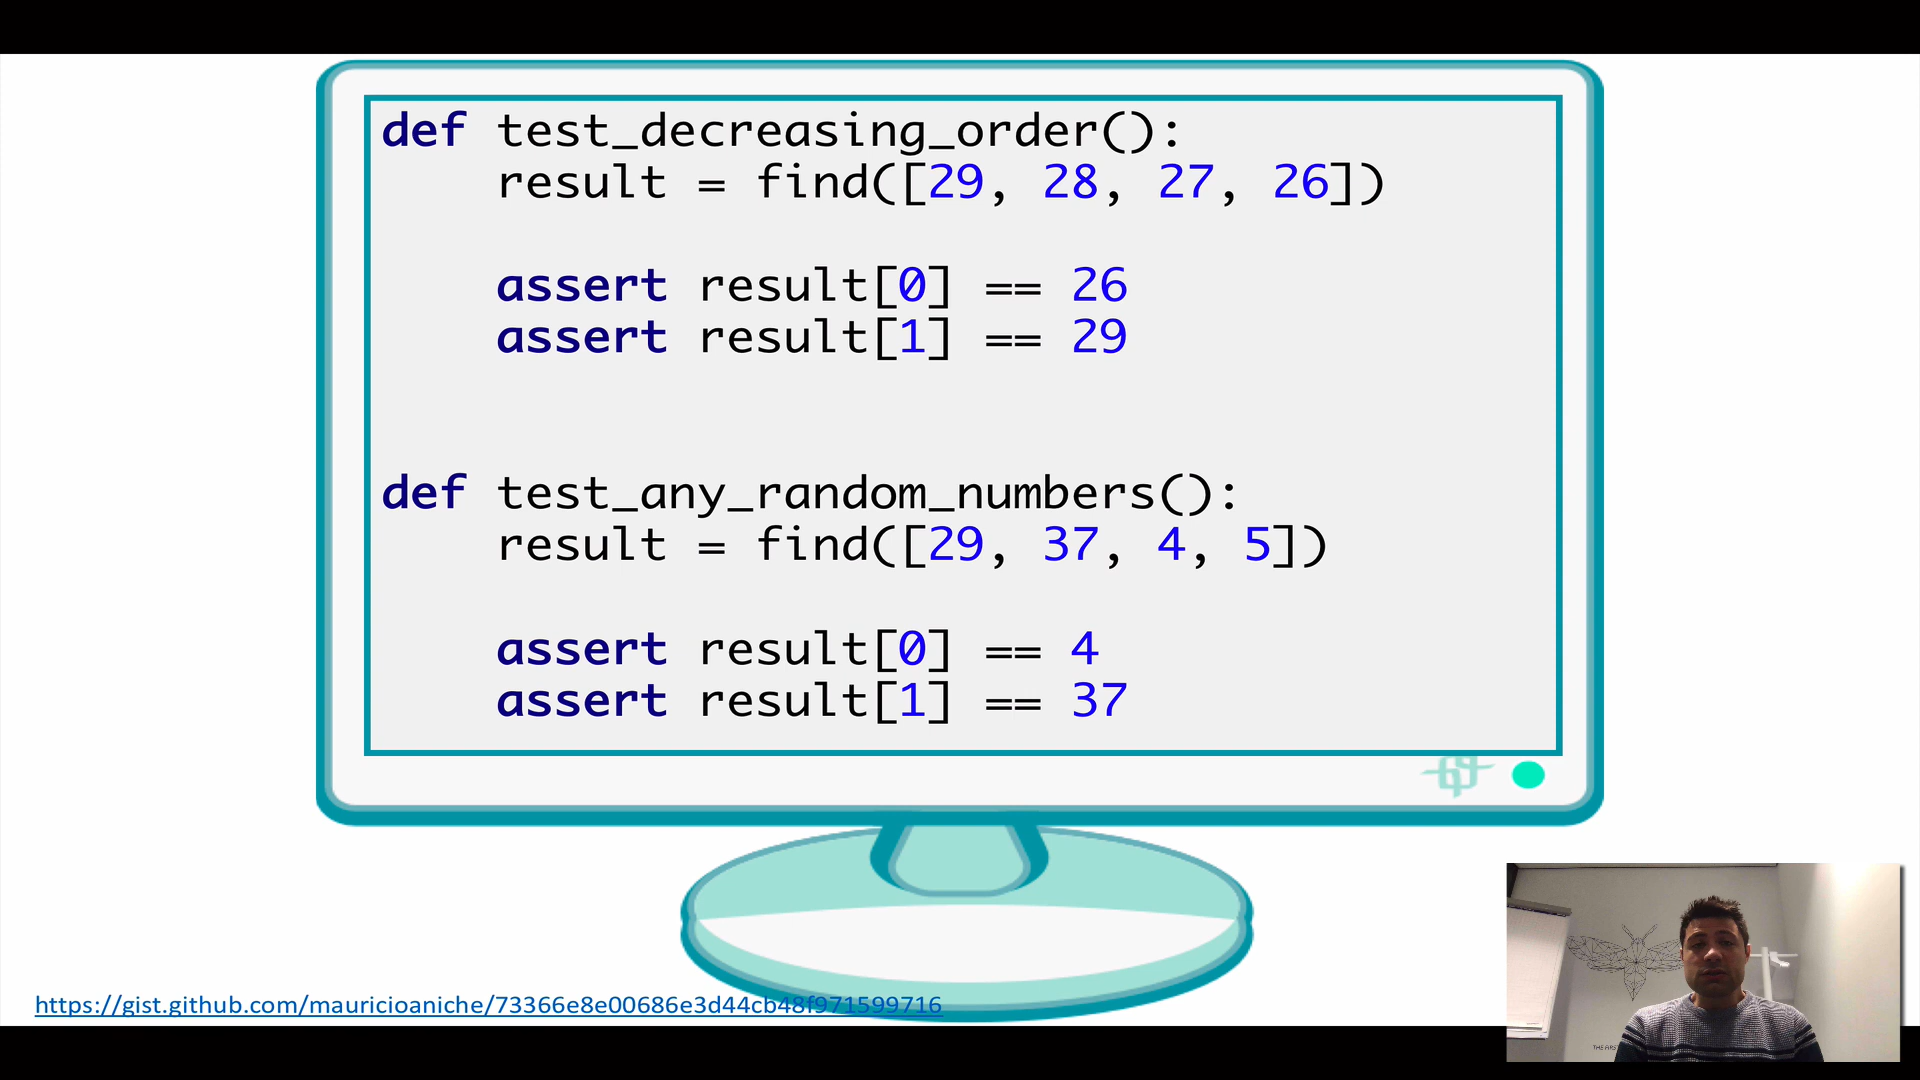 def test_decreasing_order():
    result = find([29, 28, 27, 26])
    assert result[0] == 26
    assert result[1] == 29
def test_any_random_numbers():
    result = find([29, 37, 4, 5])
    assert result[0] == 4
    assert result[1] == 37
https://gist.github.com/mauricioaniche/73366e8e00686e3d44cb48f971599716